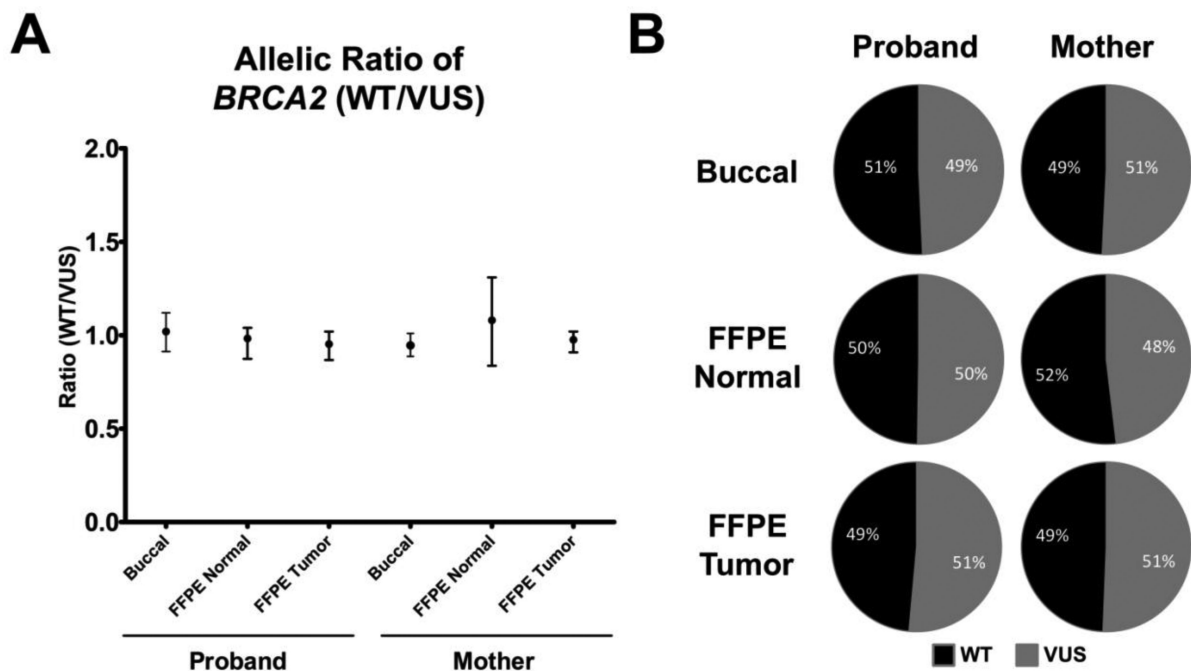 A
Allelic Ratio of
BRCA2 (WT/VUS)
Ratio (WT/VUS)
2.0
1.5
1.0
0.5
0.0
Buccal
FFPE Normal
FFPE Tumor
Buccal
FFPE Normal
FFPE Tumor
Proband
Mother
B
Proband
Mother
Buccal
51%
49%
49%
51%
FFPE
Normal
50%
50%
52%
48%
FFPE
Tumor
49%
51%
49%
51%
WT
VUS